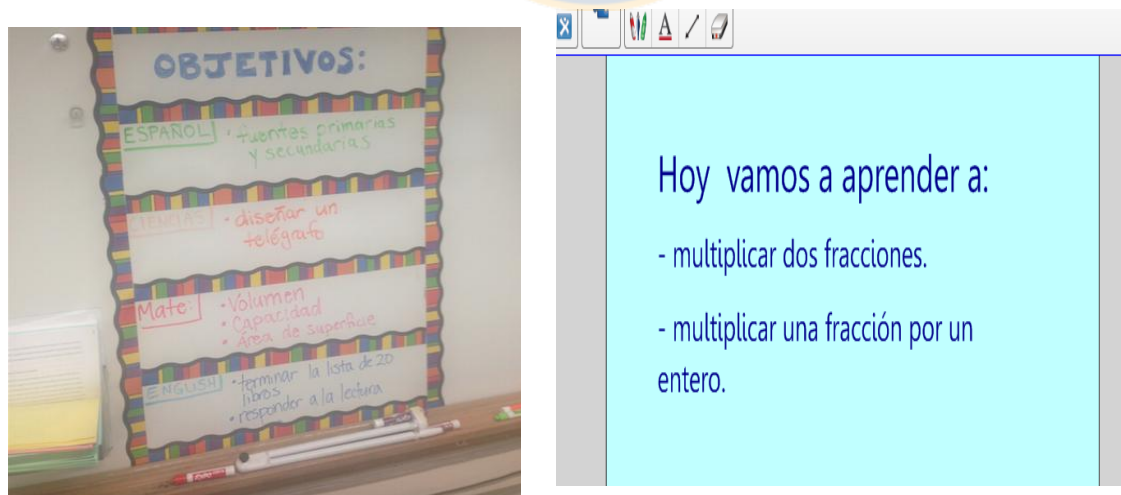 OBJETIVOS:
ESPAÑOL · fuentes primarias
y secundarias
CIENCIAS · diseñar un
telégrafo
Mate: · Volumen
· Capacidad
· Área de superficie
ENGLISH · terminar la lista de 20
libros
· responder a la lectura
Hoy vamos a aprender a:
- multiplicar dos fracciones.
- multiplicar una fracción por un
entero.